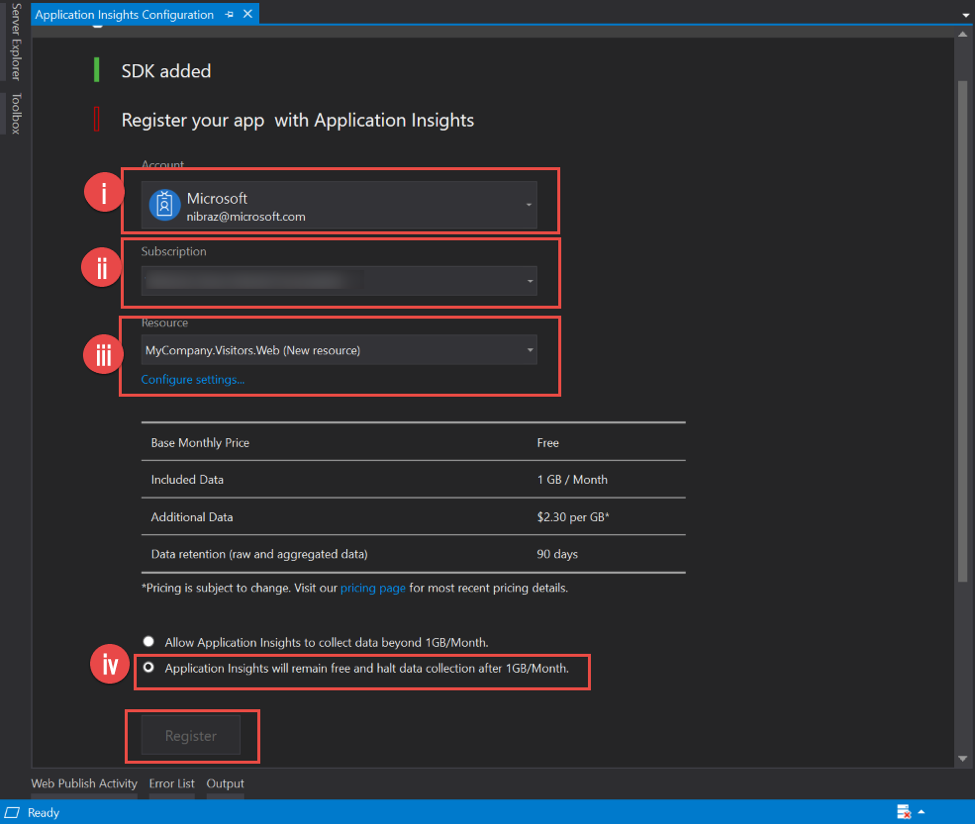 Server Explorer
Toolbox
Application Insights Configuration
SDK added
Register your app with Application Insights
Account
i
Microsoft
nibraz@microsoft.com
ii
Subscription
iii
Resource
MyCompany.Visitors.Web (New resource)
Configure settings...
Base Monthly Price Free
Included Data 1 GB / Month
Additional Data $2.30 per GB*
Data retention (raw and aggregated data) 90 days
*Pricing is subject to change. Visit our pricing page for most recent pricing details.
Allow Application Insights to collect data beyond 1GB/Month.
iv
Application Insights will remain free and halt data collection after 1GB/Month.
Register
Web Publish Activity Error List Output
Ready